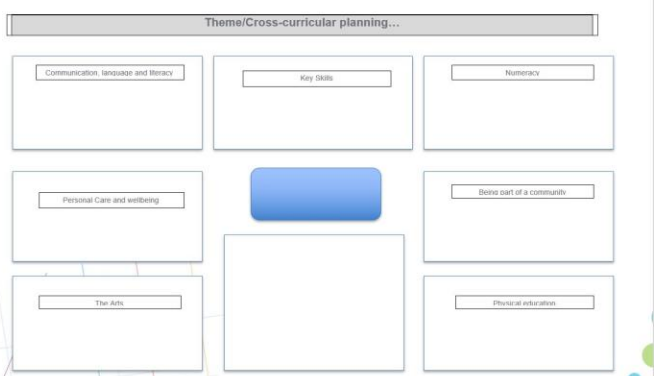 Theme/Cross-curricular planning…
Communication, language and literacy
Key Skills
Numeracy
Personal Care and wellbeing
Being part of a community
The Arts
Physical education